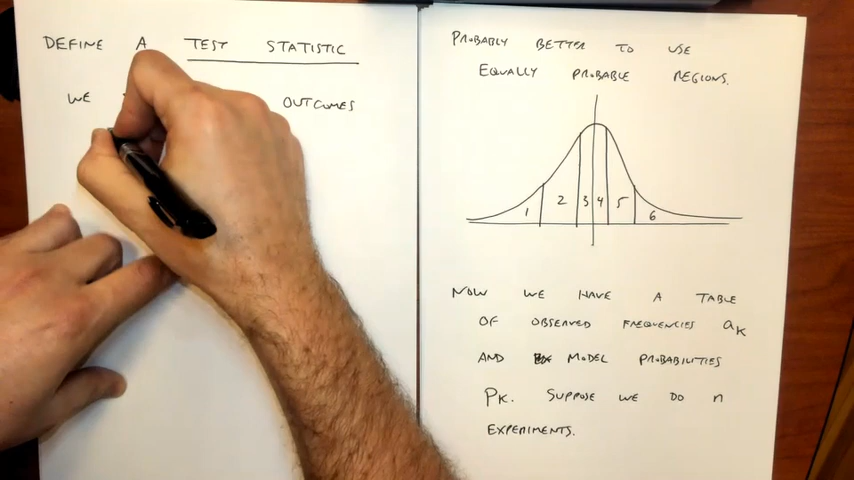 DEFINE A TEST STATISTIC
WE OUTCOMES
PROBABLY BETTER TO USE
EQUALLY PROBABLE REGIONS.
1 2 3 4 5 6
NOW WE HAVE A TABLE
OF OBSERVED FREQUENCIES aK
AND MODEL PROBABILITIES
PK. SUPPOSE WE DO n
EXPERIMENTS.